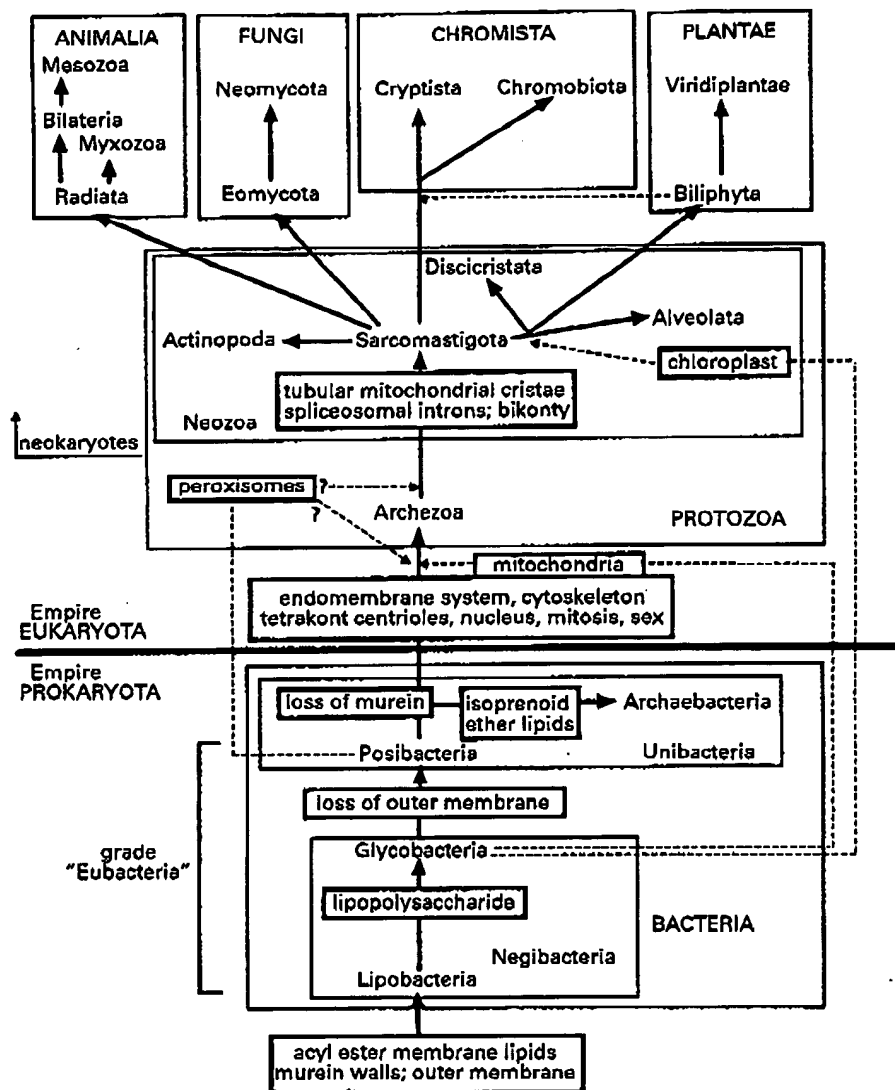 ANIMALIA
Mesozoa
Bilateria
Myxozoa
Radiata
FUNGI
Neomycota
Eomycota
CHROMISTA
Cryptista
Chromobiota
PLANTAE
Viridiplantae
Biliphyta
Discicristata
Actinopoda
Sarcomastigota
Alveolata
chloroplast
tubular mitochondrial cristae
spliceosomal introns; bikonty
Neozoa
neokaryotes
peroxisomes
?
?
Archezoa
PROTOZOA
mitochondria
endomembrane system, cytoskeleton
tetrakont centrioles, nucleus, mitosis, sex
Empire
EUKARYOTA
Empire
PROKARYOTA
loss of murein
isoprenoid
ether lipids
Archaebacteria
Posibacteria
Unibacteria
loss of outer membrane
grade
"Eubacteria"
Glycobacteria
lipopolysaccharide
BACTERIA
Negibacteria
Lipobacteria
acyl ester membrane lipids
murein walls; outer membrane